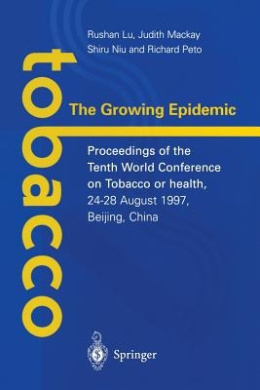 Rushan Lu, Judith Mackay
Shiru Niu and Richard Peto
tobacco
The Growing Epidemic
Proceedings of the
Tenth World Conference
on Tobacco or health,
24-28 August 1997,
Beijing, China
Springer